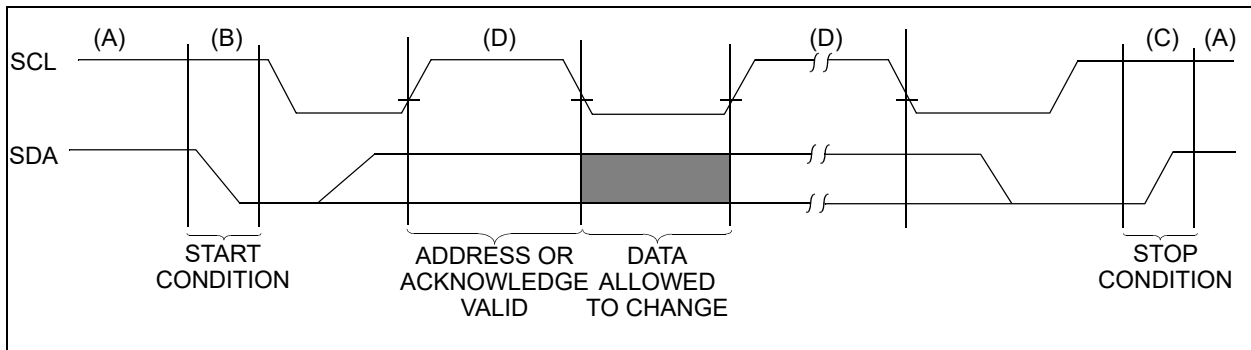 (A) (B) (D) (D) (C) (A)
SCL
SDA
START
CONDITION
ADDRESS OR
ACKNOWLEDGE
VALID
DATA
ALLOWED
TO CHANGE
STOP
CONDITION